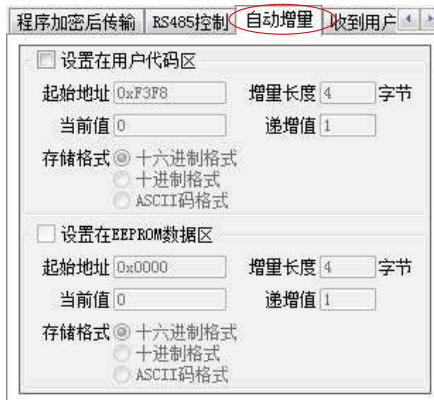 程序加密后传输 RS485控制 自动增量 收到用户
设置在用户代码区
起始地址 0xF3F8 增量长度 4 字节
当前值 0 递增值 1
存储格式 十六进制格式
十进制格式
ASCII码格式
设置在EEPROM数据区
起始地址 0x0000 增量长度 4 字节
当前值 0 递增值 1
存储格式 十六进制格式
十进制格式
ASCII码格式